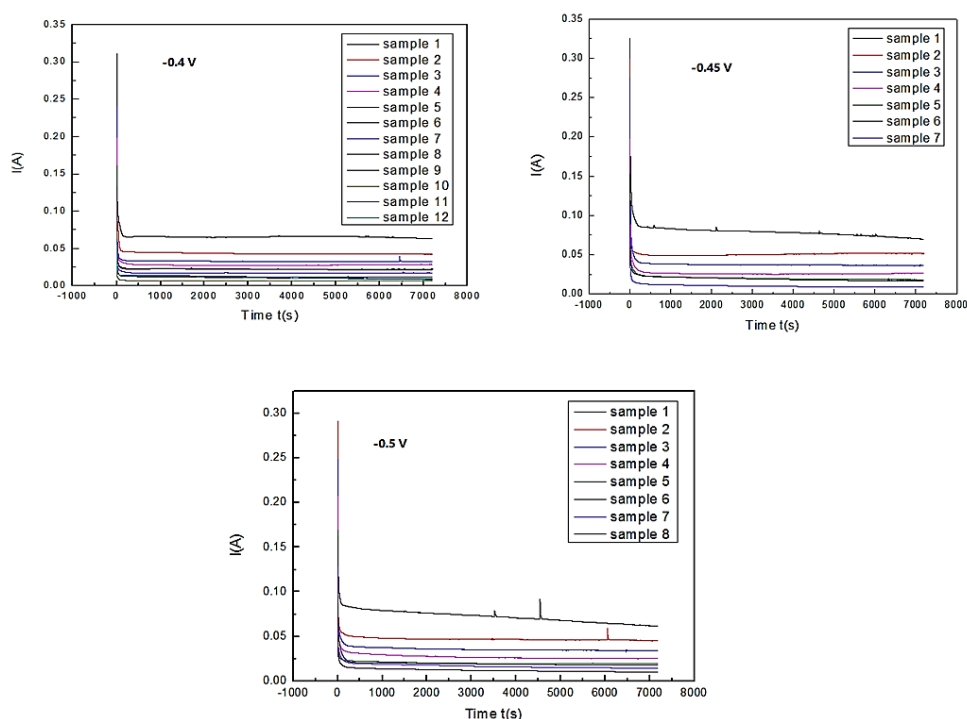 0.35
0.30
0.25
0.20
0.15
0.10
0.05
0.00
I(A)
-0.4 V
sample 1
sample 2
sample 3
sample 4
sample 5
sample 6
sample 7
sample 8
sample 9
sample 10
sample 11
sample 12
-1000 0 1000 2000 3000 4000 5000 6000 7000 8000
Time t(s)
0.35
0.30
0.25
0.20
0.15
0.10
0.05
0.00
I(A)
-0.45 V
sample 1
sample 2
sample 3
sample 4
sample 5
sample 6
sample 7
-1000 0 1000 2000 3000 4000 5000 6000 7000 8000
Time t(s)
0.30
0.25
0.20
0.15
0.10
0.05
0.00
I(A)
-0.5 V
sample 1
sample 2
sample 3
sample 4
sample 5
sample 6
sample 7
sample 8
-1000 0 1000 2000 3000 4000 5000 6000 7000 8000
Time t(s)